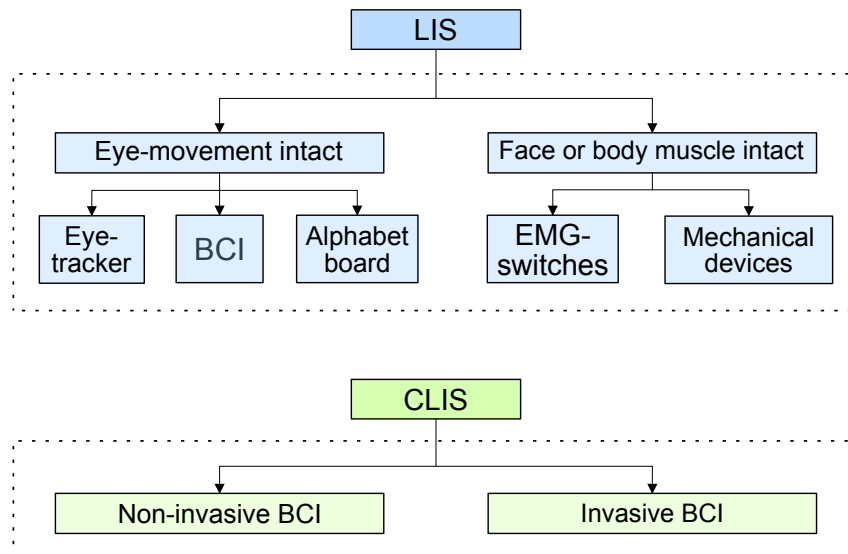 LIS
Eye-movement intact
Face or body muscle intact
Eye-
tracker
BCI
Alphabet
board
EMG-
switches
Mechanical
devices
CLIS
Non-invasive BCI
Invasive BCI